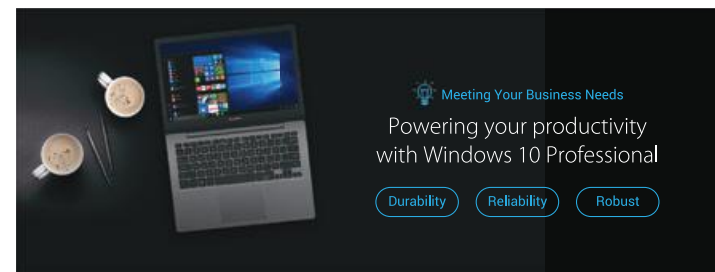 Meeting Your Business Needs
Powering your productivity
with Windows 10 Professional
Durability
Reliability
Robust